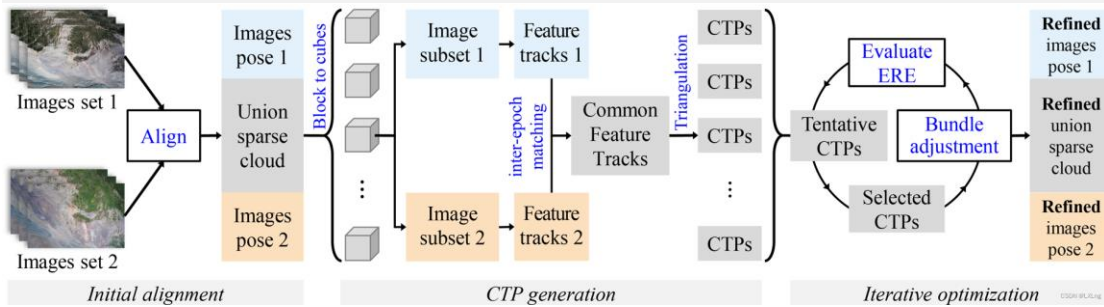 Images set 1
Images set 2
Align
Images
pose 1
Union
sparse
cloud
Images
pose 2
Block to cubes
Image
subset 1
Feature
tracks 1
inter-epoch
matching
Image
subset 2
Feature
tracks 2
Common
Feature
Tracks
Triangulation
CTPs
CTPs
CTPs
CTPs
Evaluate
ERE
Tentative
CTPs
Bundle
adjustment
Selected
CTPs
Refined
images
pose 1
Refined
union
sparse
cloud
Refined
images
pose 2
Initial alignment
CTP generation
Iterative optimization